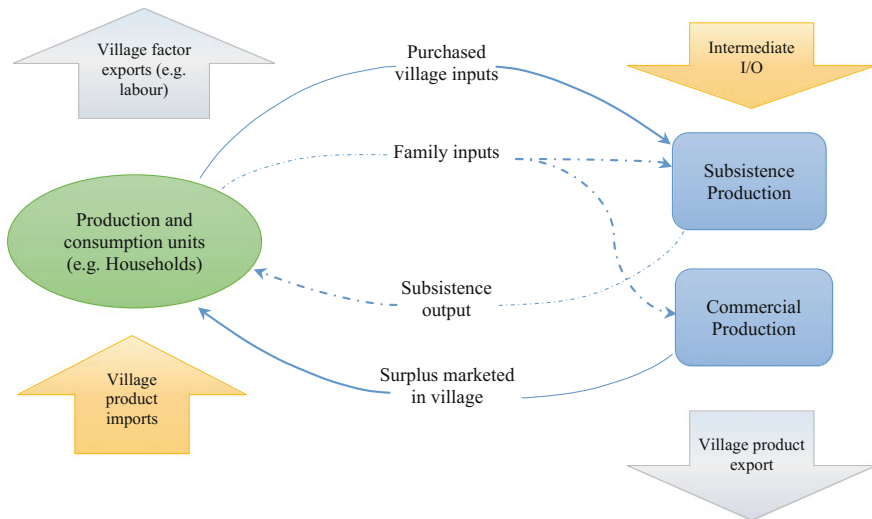 Village factor
exports (e.g.
labour)
Purchased
village inputs
Intermediate
I/O
Family inputs
Subsistence
Production
Production and
consumption units
(e.g. Households)
Subsistence
output
Commercial
Production
Village
product
imports
Surplus marketed
in village
Village product
export